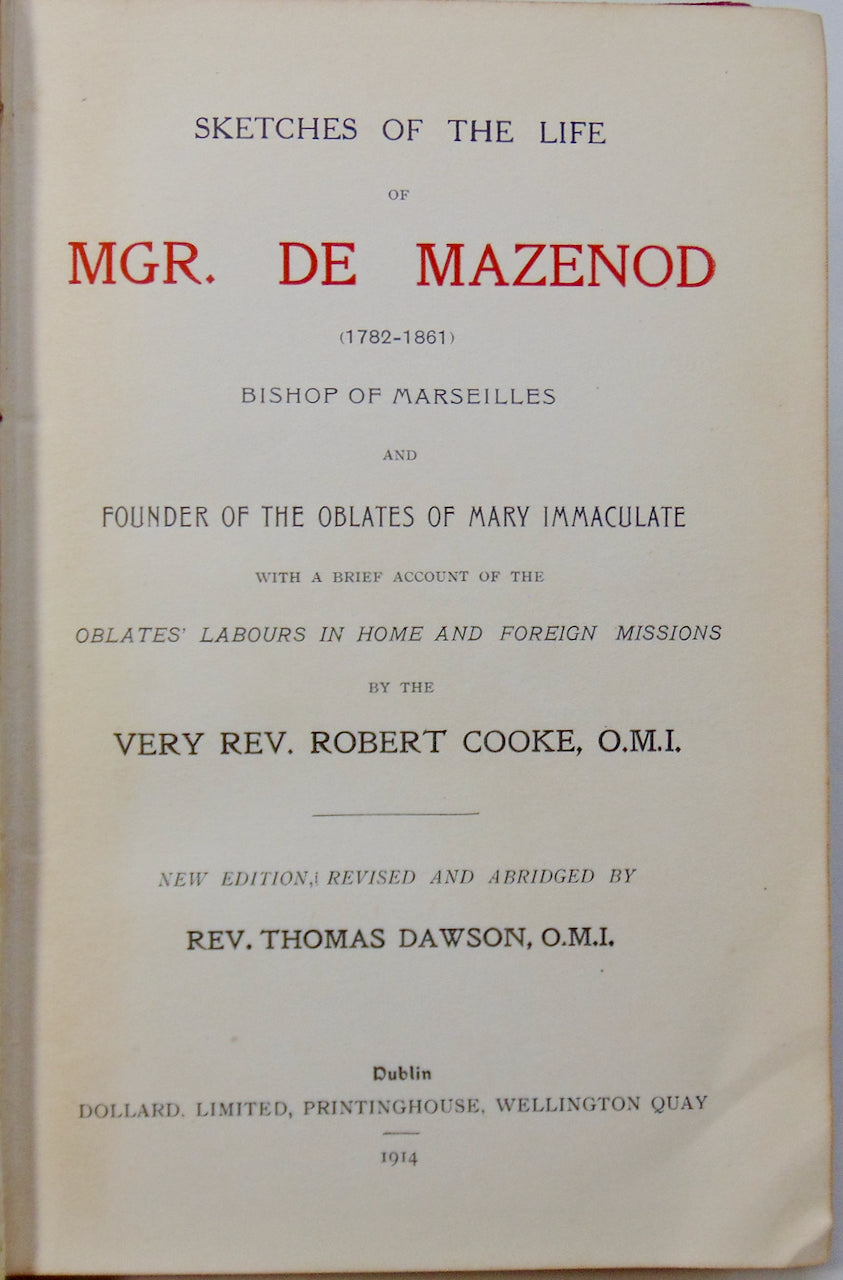 SKETCHES OF THE LIFE
OF
MGR. DE MAZENOD
(1782-1861)
BISHOP OF MARSEILLES
AND
FOUNDER OF THE OBLATES OF MARY IMMACULATE
WITH A BRIEF ACCOUNT OF THE
OBLATES' LABOURS IN HOME AND FOREIGN MISSIONS
BY THE
VERY REV. ROBERT COOKE, O.M.I.
NEW EDITION, REVISED AND ABRIDGED BY
REV. THOMAS DAWSON, O.M.I.
Dublin
DOLLARD, LIMITED, PRINTINGHOUSE, WELLINGTON QUAY
1914